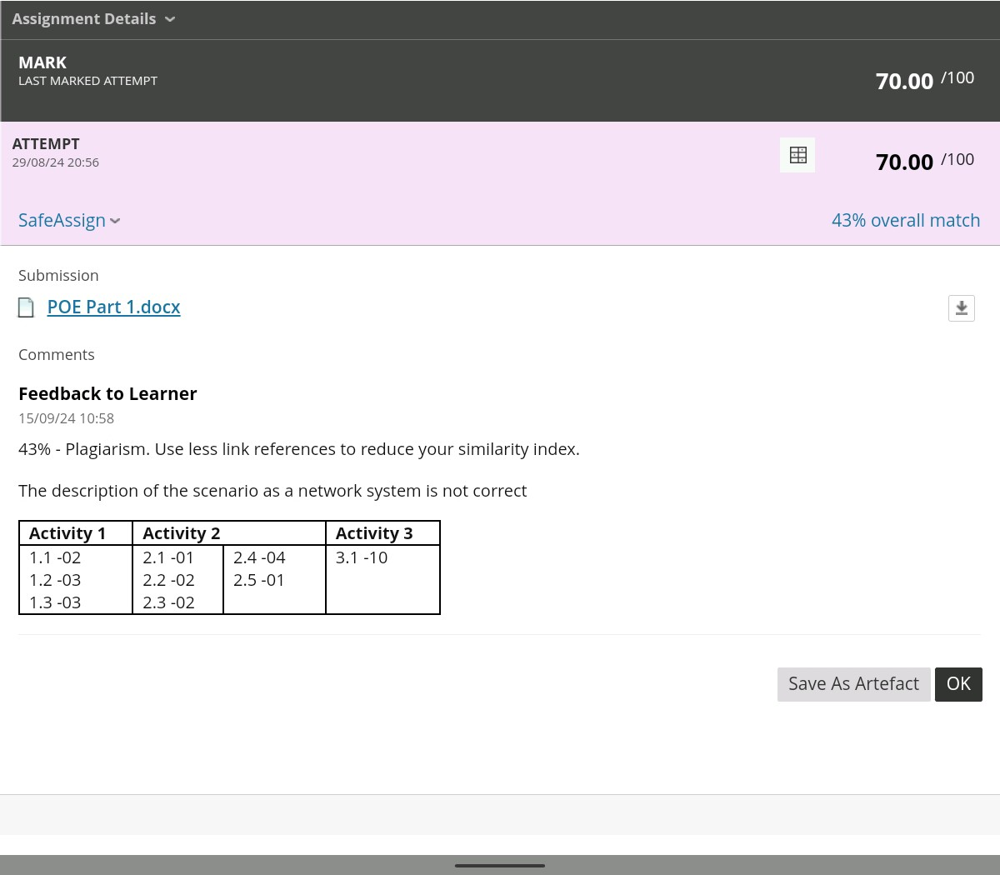 Assignment Details
MARK
LAST MARKED ATTEMPT
70.00 /100
ATTEMPT
29/08/24 20:56
70.00 /100
SafeAssign
43% overall match
Submission
POE Part 1.docx
Comments
Feedback to Learner
15/09/24 10:58
43% - Plagiarism. Use less link references to reduce your similarity index.
The description of the scenario as a network system is not correct
Activity 1 Activity 2 Activity 3
1.1 -02 2.1 -01 2.4 -04 3.1 -10
1.2 -03 2.2 -02 2.5 -01
1.3 -03 2.3 -02
Save As Artefact OK